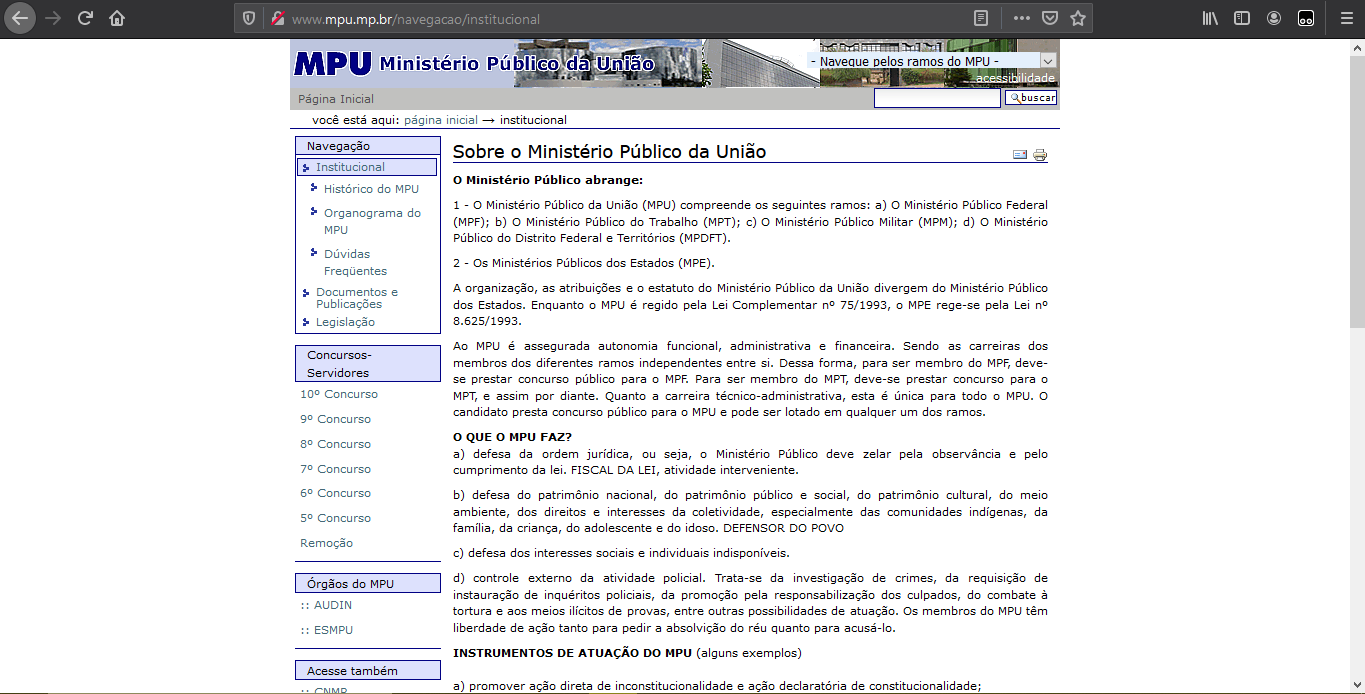 www.mpu.mp.br/navegacao/institucional
MPU Ministério Público da União
- Navegue pelos ramos do MPU -
acessibilidade
Página Inicial
buscar
você está aqui: página inicial → institucional
Navegação
Institucional
Histórico do MPU
Organograma do
MPU
Dúvidas
Freqüentes
Documentos e
Publicações
Legislação
Concursos-
Servidores
10º Concurso
9º Concurso
8º Concurso
7º Concurso
6º Concurso
5º Concurso
Remoção
Órgãos do MPU
:: AUDIN
:: ESMPU
Acesse também
:: CNMP
Sobre o Ministério Público da União
O Ministério Público abrange:
1 - O Ministério Público da União (MPU) compreende os seguintes ramos: a) O Ministério Público Federal
(MPF); b) O Ministério Público do Trabalho (MPT); c) O Ministério Público Militar (MPM); d) O Ministério
Público do Distrito Federal e Territórios (MPDFT).
2 - Os Ministérios Públicos dos Estados (MPE).
A organização, as atribuições e o estatuto do Ministério Público da União divergem do Ministério Público
dos Estados. Enquanto o MPU é regido pela Lei Complementar nº 75/1993, o MPE rege-se pela Lei nº
8.625/1993.
Ao MPU é assegurada autonomia funcional, administrativa e financeira. Sendo as carreiras dos
membros dos diferentes ramos independentes entre si. Dessa forma, para ser membro do MPF, deve-
se prestar concurso público para o MPF. Para ser membro do MPT, deve-se prestar concurso para o
MPT, e assim por diante. Quanto a carreira técnico-administrativa, esta é única para todo o MPU. O
candidato presta concurso público para o MPU e pode ser lotado em qualquer um dos ramos.
O QUE O MPU FAZ?
a) defesa da ordem jurídica, ou seja, o Ministério Público deve zelar pela observância e pelo
cumprimento da lei. FISCAL DA LEI, atividade interveniente.
b) defesa do patrimônio nacional, do patrimônio público e social, do patrimônio cultural, do meio
ambiente, dos direitos e interesses da coletividade, especialmente das comunidades indígenas, da
família, da criança, do adolescente e do idoso. DEFENSOR DO POVO
c) defesa dos interesses sociais e individuais indisponíveis.
d) controle externo da atividade policial. Trata-se da investigação de crimes, da requisição de
instauração de inquéritos policiais, da promoção pela responsabilização dos culpados, do combate à
tortura e aos meios ilícitos de provas, entre outras possibilidades de atuação. Os membros do MPU têm
liberdade de ação tanto para pedir a absolvição do réu quanto para acusá-lo.
INSTRUMENTOS DE ATUAÇÃO DO MPU (alguns exemplos)
a) promover ação direta de inconstitucionalidade e ação declaratória de constitucionalidade;